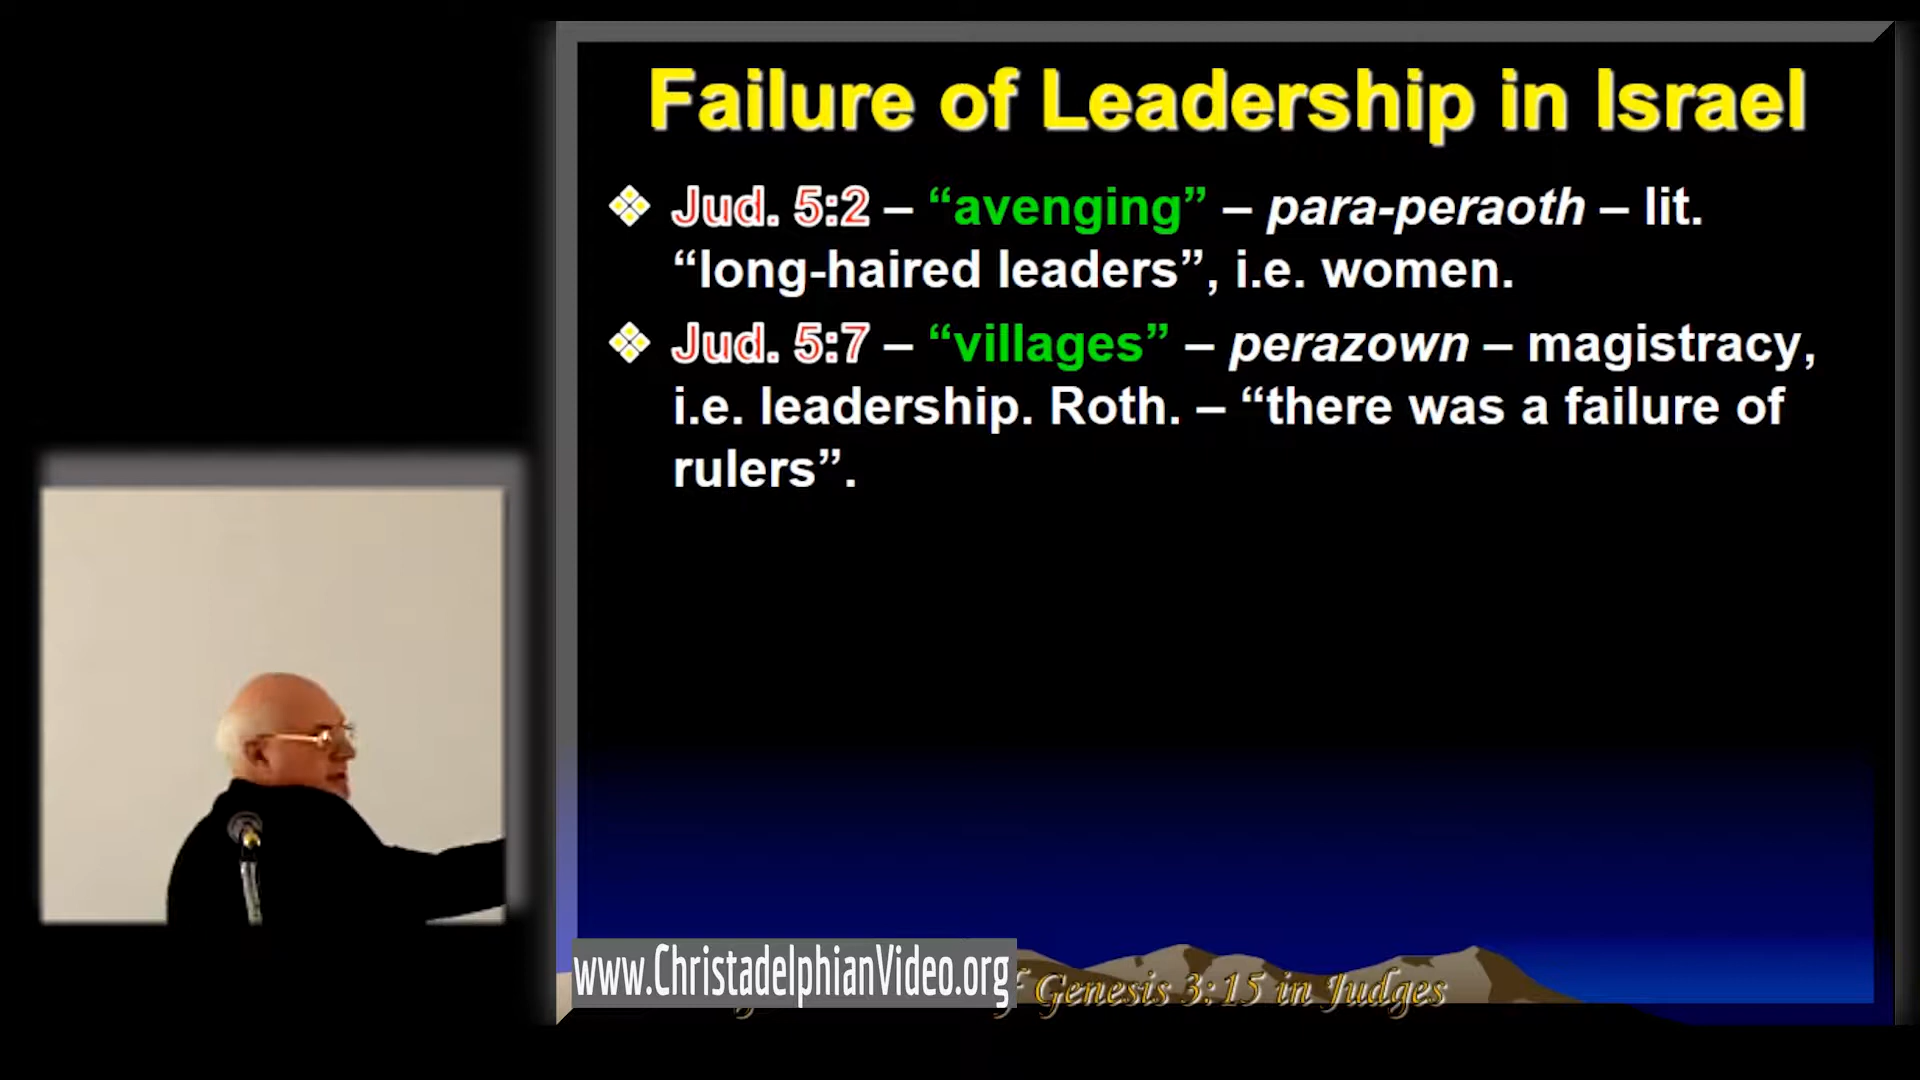 Failure of Leadership in Israel
Jud. 5:2 – “avenging” – para-peraoth – lit.
“long-haired leaders”, i.e. women.
Jud. 5:7 – “villages” – perazown – magistracy,
i.e. leadership. Roth. – “there was a failure of
rulers”.
www.ChristadelphianVideo.org
Genesis 3:15 in Judges